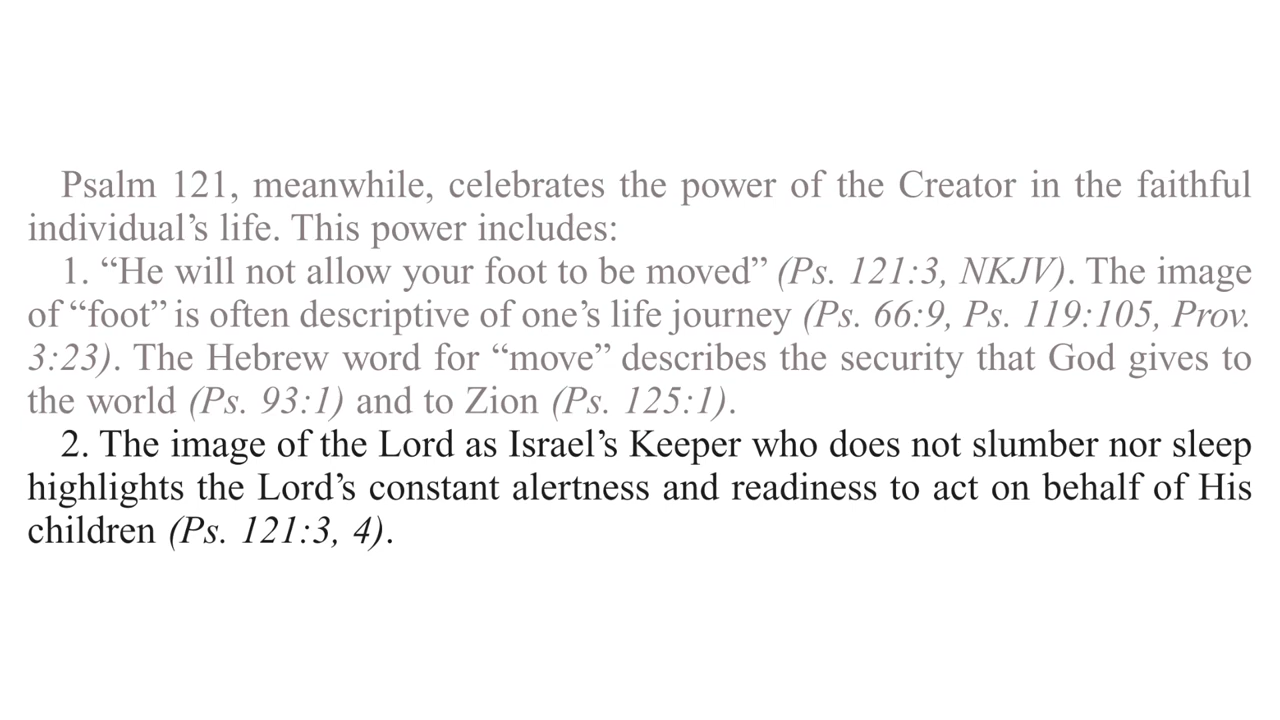 Psalm 121, meanwhile, celebrates the power of the Creator in the faithful
individual’s life. This power includes:
1. “He will not allow your foot to be moved” (Ps. 121:3, NKJV). The image
of “foot” is often descriptive of one’s life journey (Ps. 66:9, Ps. 119:105, Prov.
3:23). The Hebrew word for “move” describes the security that God gives to
the world (Ps. 93:1) and to Zion (Ps. 125:1).
2. The image of the Lord as Israel’s Keeper who does not slumber nor sleep
highlights the Lord’s constant alertness and readiness to act on behalf of His
children (Ps. 121:3, 4).